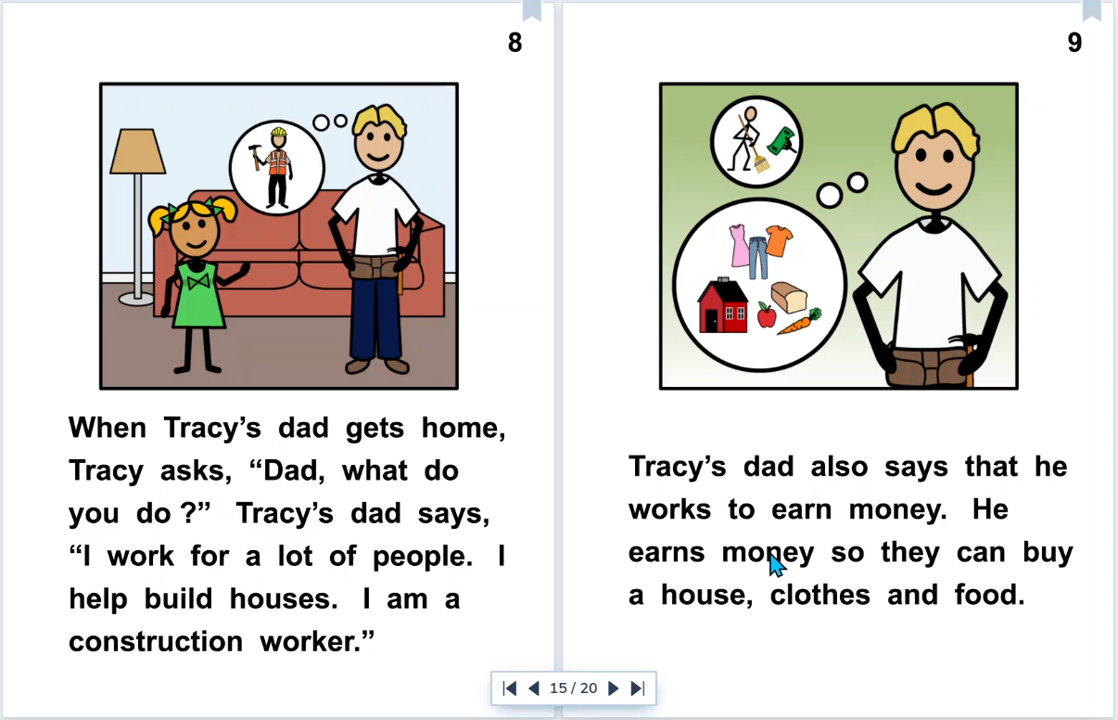 8
When Tracy’s dad gets home,
Tracy asks, “Dad, what do
you do ?” Tracy’s dad says,
“I work for a lot of people. I
help build houses. I am a
construction worker.”
9
Tracy’s dad also says that he
works to earn money. He
earns money so they can buy
a house, clothes and food.
15 / 20